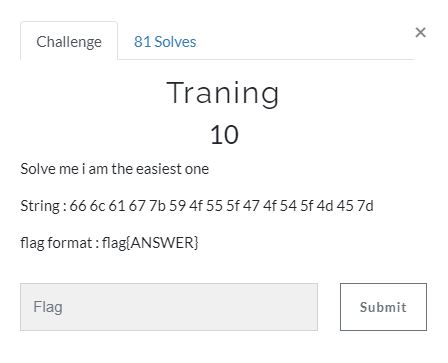 Challenge 81 Solves ×
Traning
10
Solve me i am the easiest one
String : 66 6c 61 67 7b 59 4f 55 5f 47 4f 54 5f 4d 45 7d
flag format : flag{ANSWER}
Flag Submit